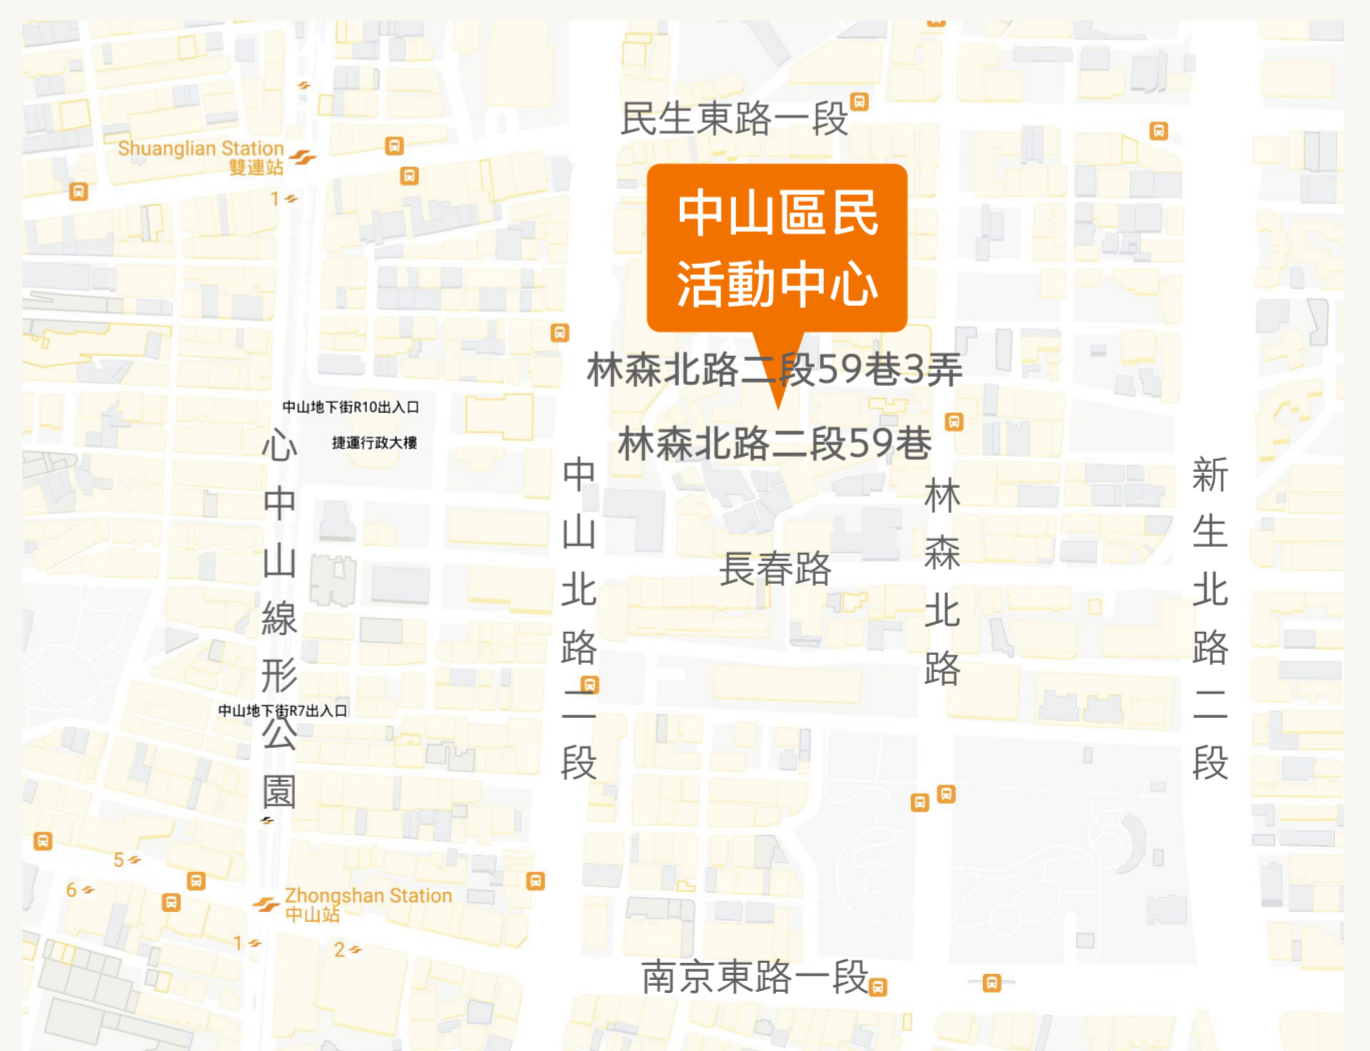 民生東路一段
Shuanglian Station
雙連站
1
中山區民
活動中心
林森北路二段59巷3弄
中山地下街R10出入口
捷運行政大樓
林森北路二段59巷
心中山線形公園
中山北路二段
林森北路
新生北路二段
長春路
中山地下街R7出入口
5
6
Zhongshan Station
中山站
1
2
南京東路一段